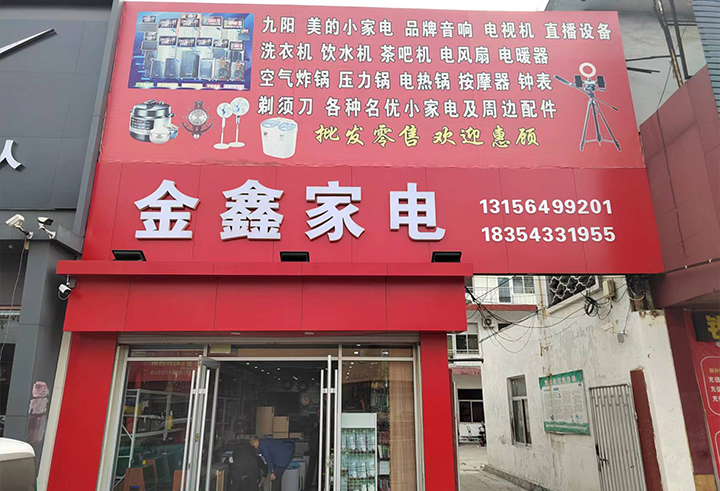 九阳 美的小家电 品牌音响 电视机 直播设备
洗衣机 饮水机 茶吧机 电风扇 电暖器
空气炸锅 压力锅 电热锅 按摩器 钟表
剃须刀 各种名优小家电及周边配件
批发零售 欢迎惠顾
金鑫家电
13156499201
18354331955
人